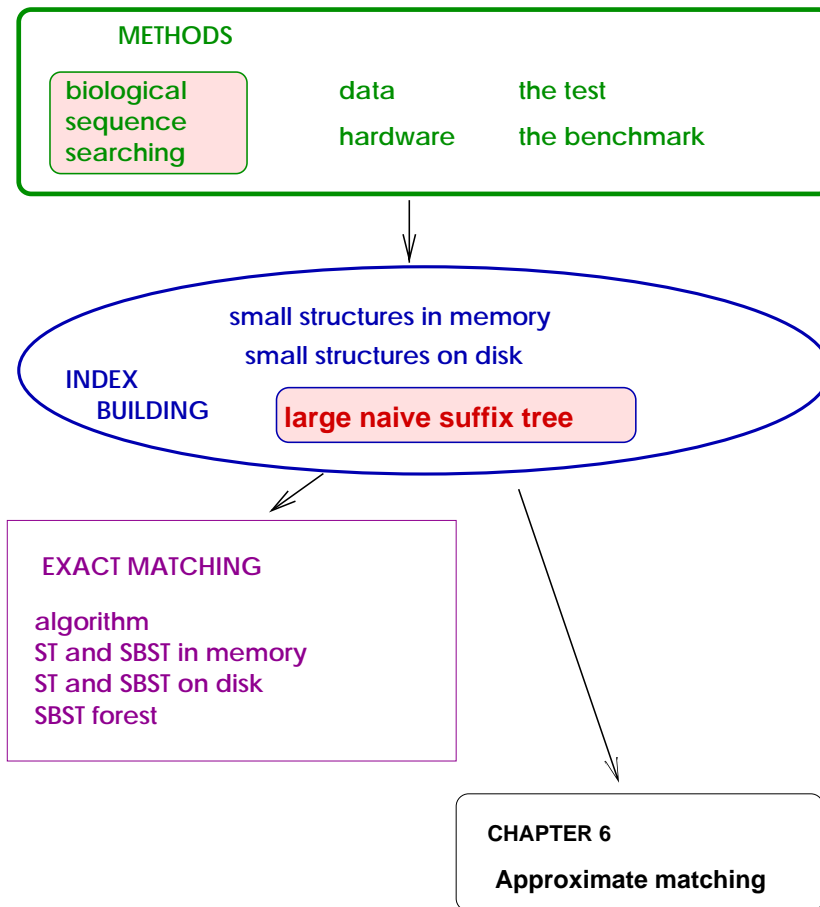 METHODS
biological
sequence
searching
data
hardware
the test
the benchmark
small structures in memory
small structures on disk
INDEX
BUILDING
large naive suffix tree
EXACT MATCHING
algorithm
ST and SBST in memory
ST and SBST on disk
SBST forest
CHAPTER 6
Approximate matching